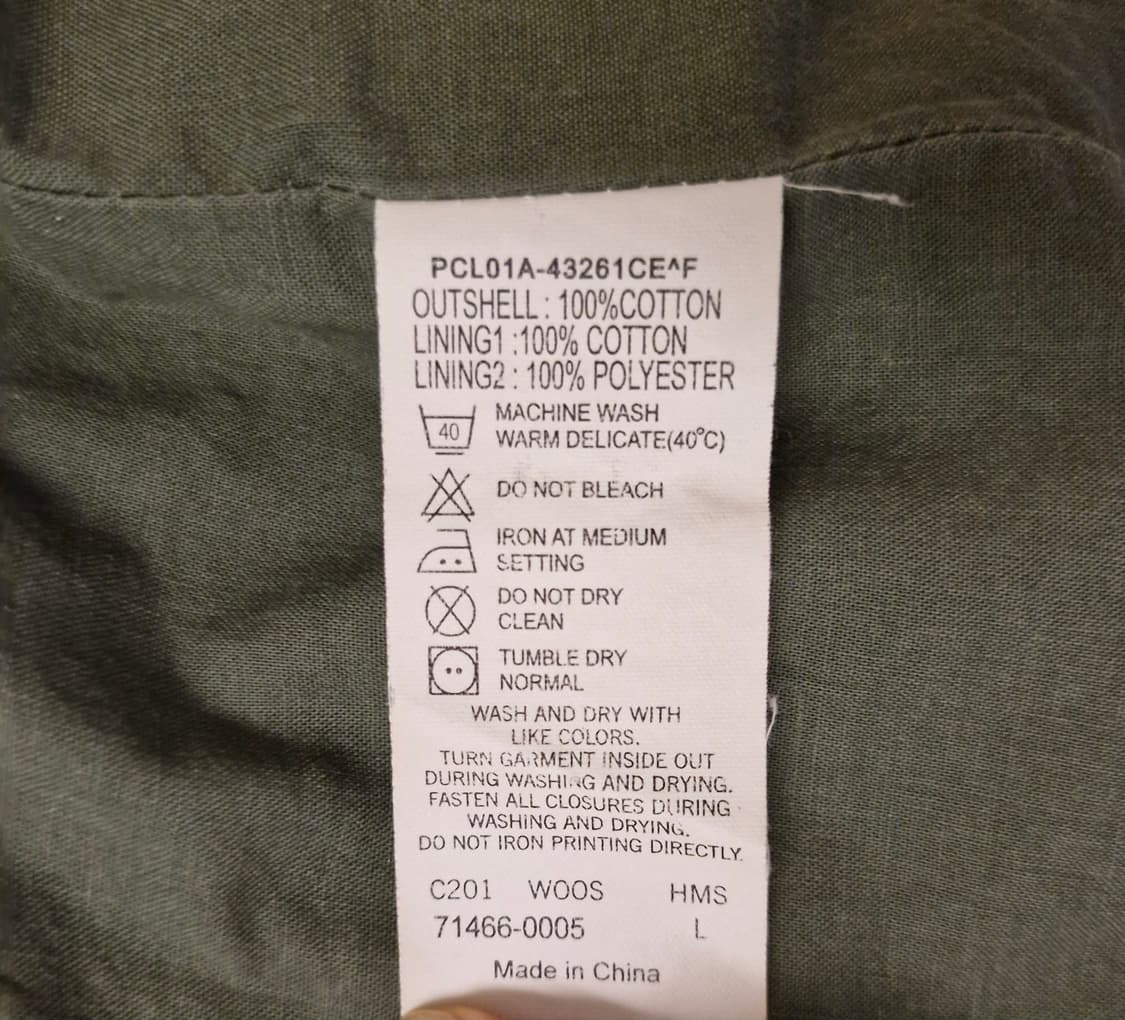 PCL01A-43261CE^F
OUTSHELL : 100%COTTON
LINING1 :100% COTTON
LINING2 : 100% POLYESTER
40 MACHINE WASH
WARM DELICATE(40°C)
DO NOT BLEACH
IRON AT MEDIUM
SETTING
DO NOT DRY
CLEAN
TUMBLE DRY
NORMAL
WASH AND DRY WITH
LIKE COLORS.
TURN GARMENT INSIDE OUT
DURING WASHING AND DRYING.
FASTEN ALL CLOSURES DURING
WASHING AND DRYING.
DO NOT IRON PRINTING DIRECTLY.
C201 WOOS HMS
71466-0005 L
Made in China